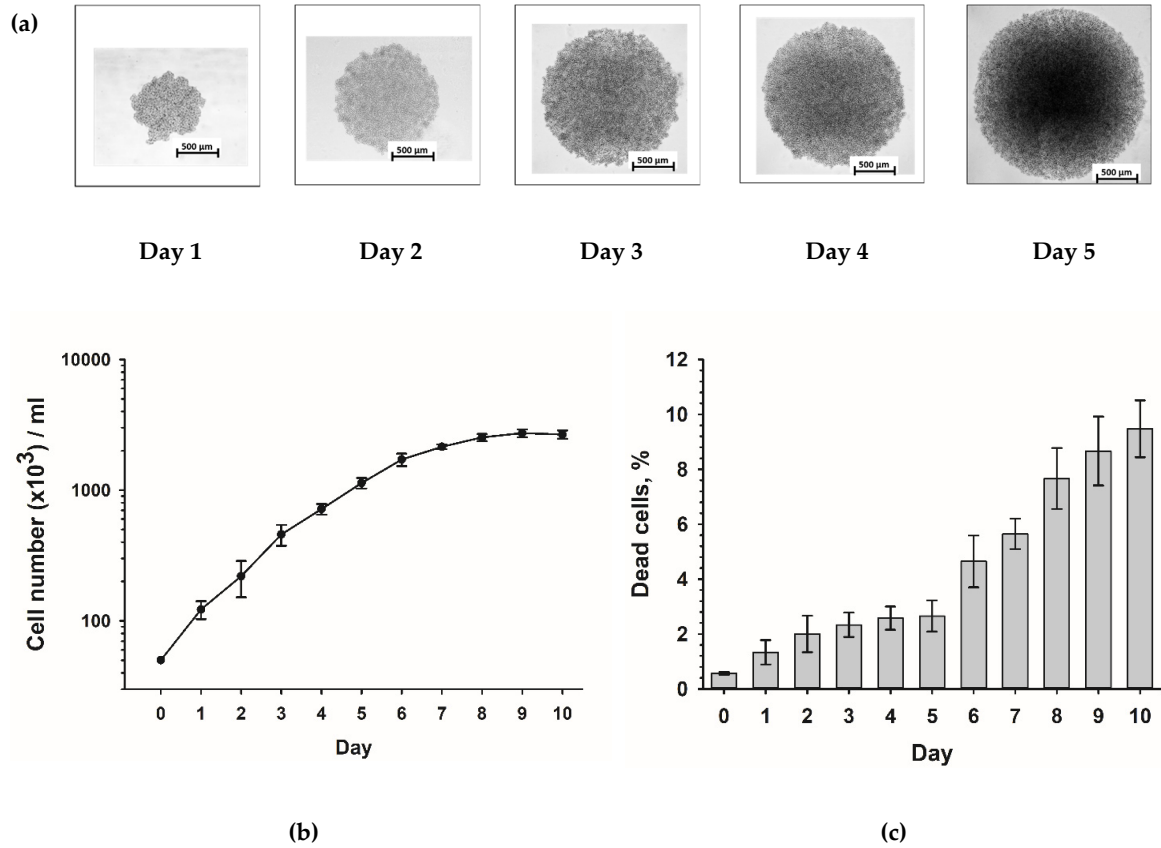 (a)
500 µm
500 µm
500 µm
500 µm
500 µm
Day 1
Day 2
Day 3
Day 4
Day 5
Cell number (x10³) / ml
10000
1000
100
0 1 2 3 4 5 6 7 8 9 10
Day
(b)
Dead cells, %
12
10
8
6
4
2
0
0 1 2 3 4 5 6 7 8 9 10
Day
(c)